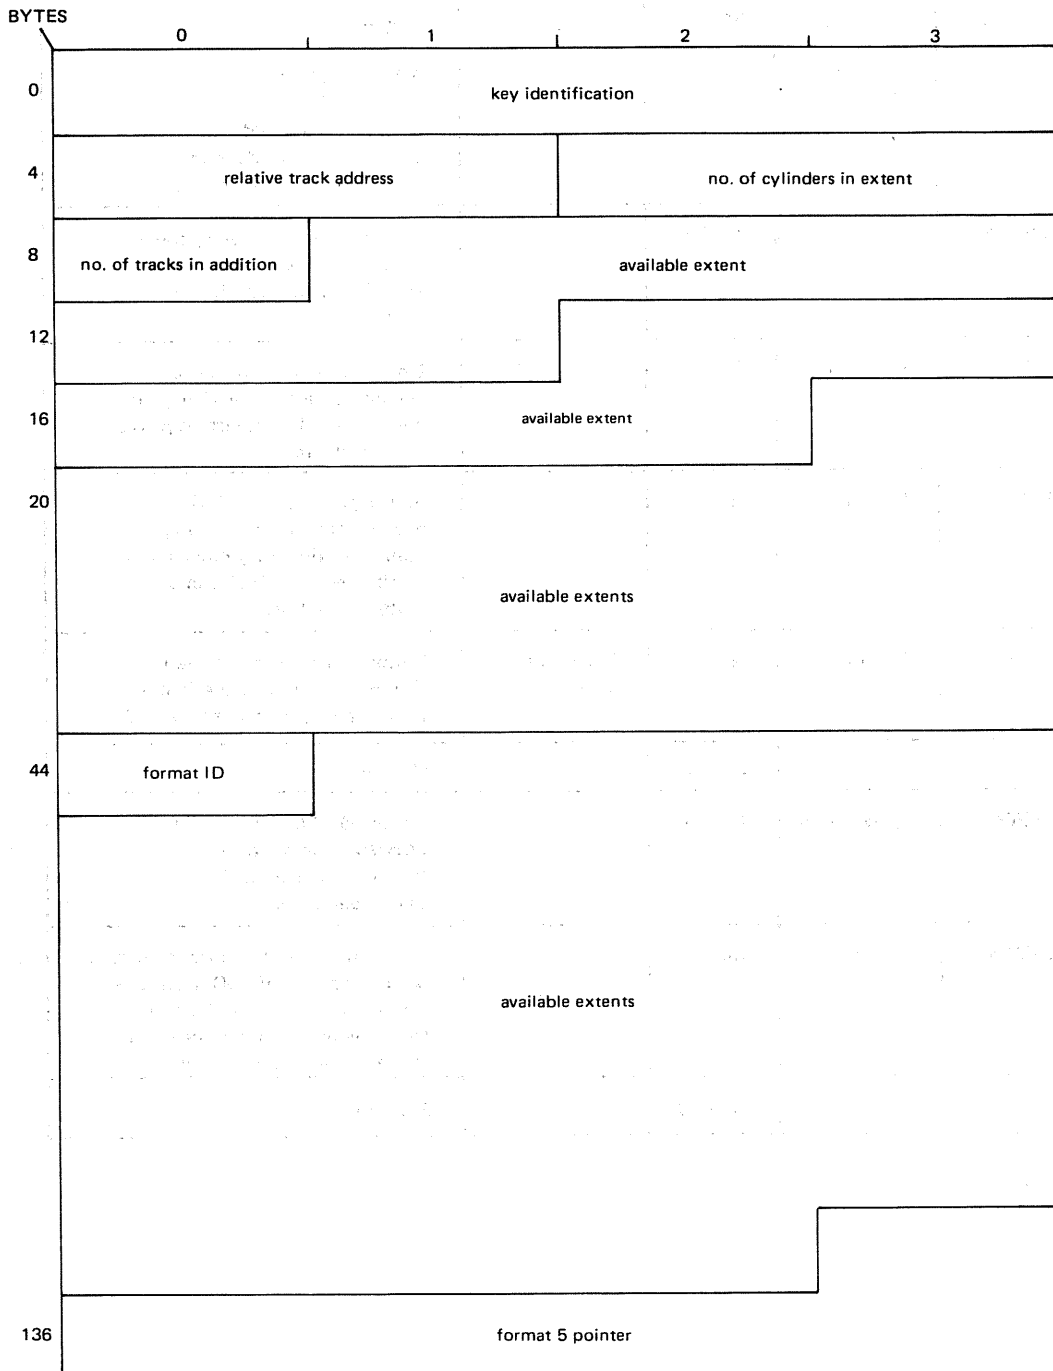 BYTES
0 1 2 3
0 key identification
4 relative track address no. of cylinders in extent
8 no. of tracks in addition available extent
12
16 available extent
20
available extents
44 format ID
available extents
136 format 5 pointer